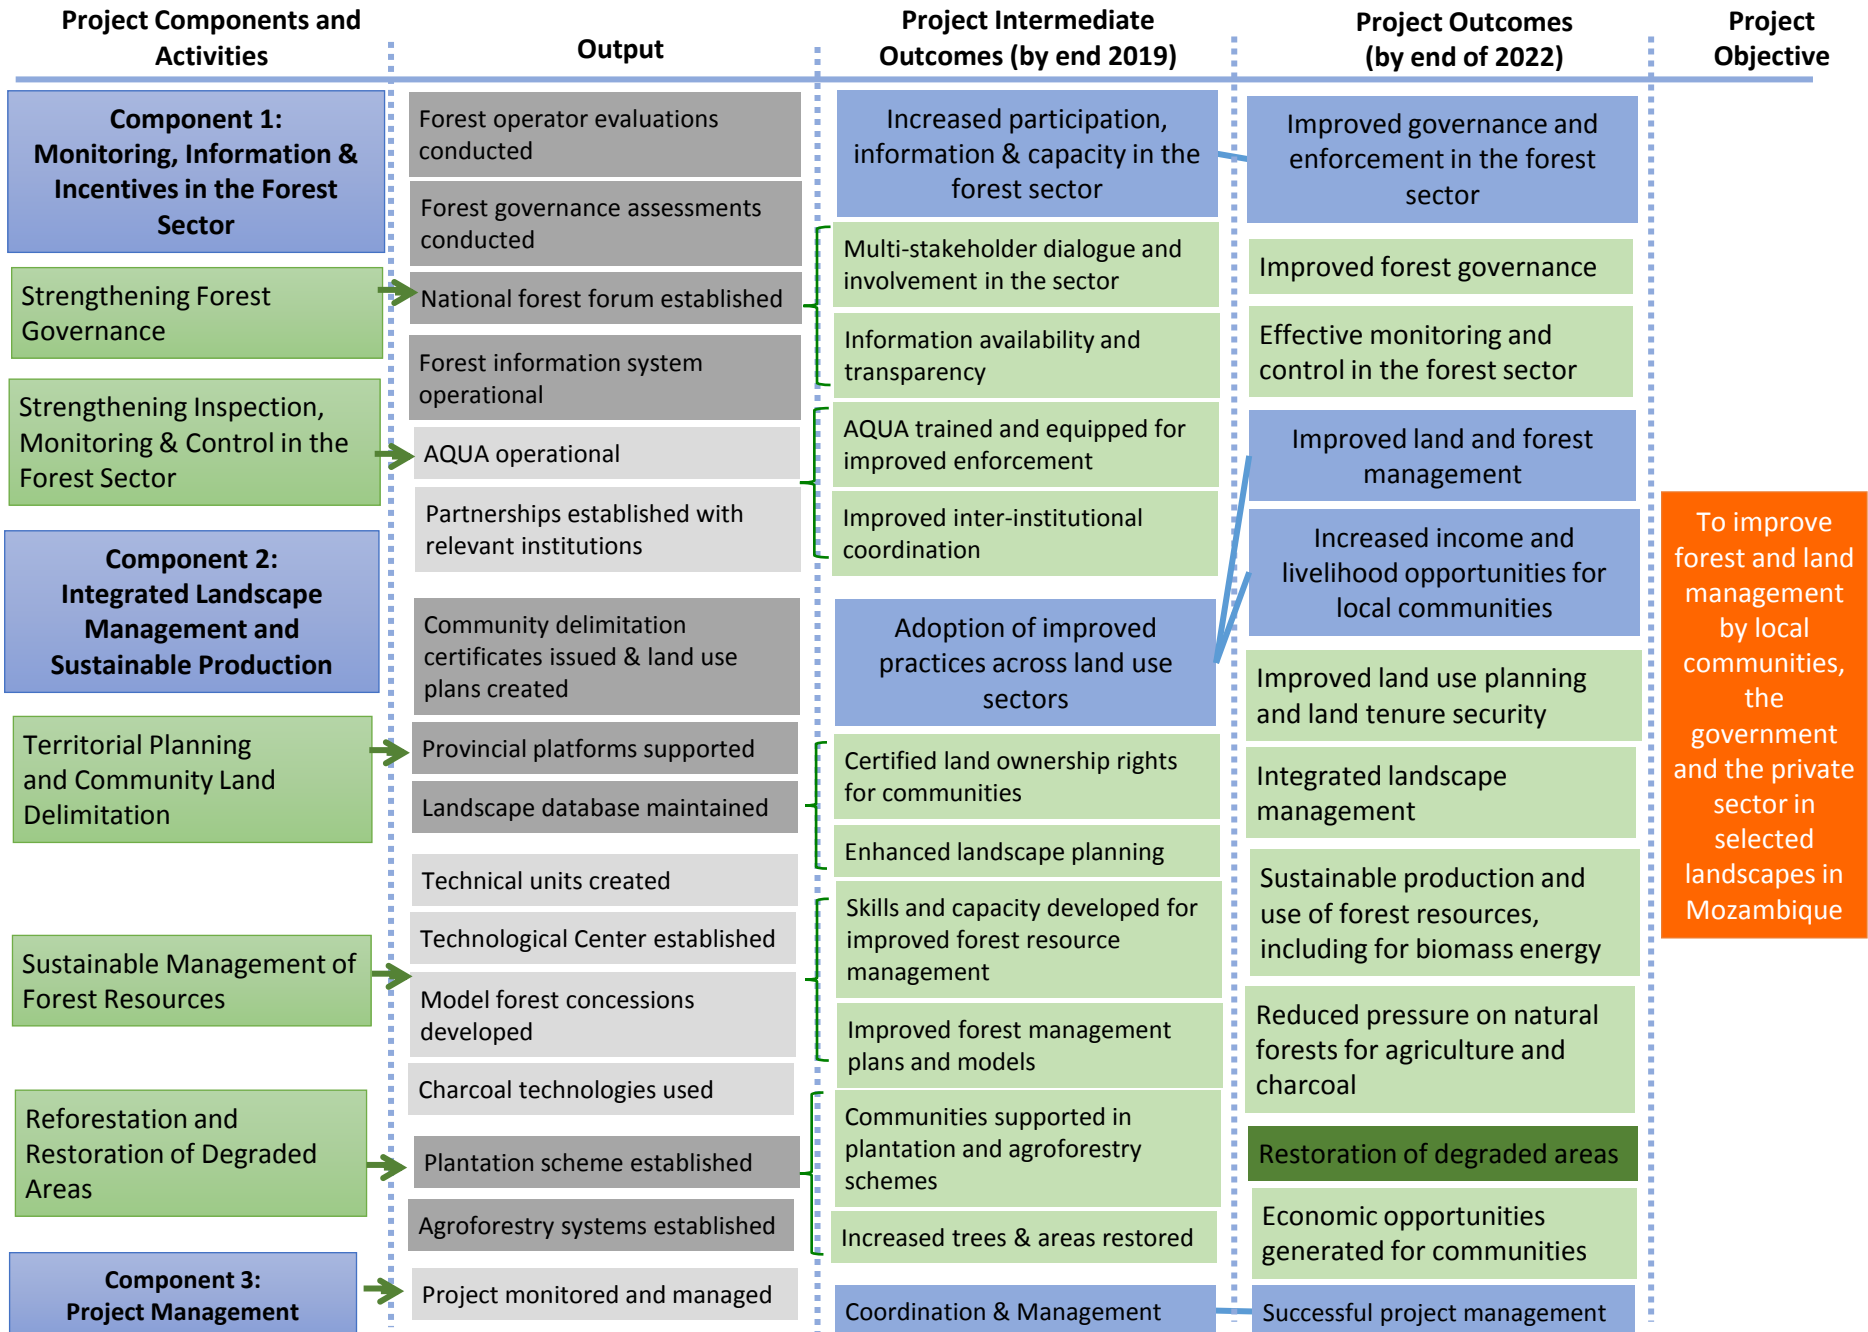 Project Components and
Activities
Output
Project Intermediate
Outcomes (by end 2019)
Project Outcomes
(by end of 2022)
Project
Objective
Component 1:
Monitoring, Information &
Incentives in the Forest
Sector
Strengthening Forest
Governance
Strengthening Inspection,
Monitoring & Control in the
Forest Sector
Component 2:
Integrated Landscape
Management and
Sustainable Production
Territorial Planning
and Community Land
Delimitation
Sustainable Management of
Forest Resources
Reforestation and
Restoration of Degraded
Areas
Component 3:
Project Management
Forest operator evaluations
conducted
Forest governance assessments
conducted
National forest forum established
Forest information system
operational
AQUA operational
Partnerships established with
relevant institutions
Community delimitation
certificates issued & land use
plans created
Provincial platforms supported
Landscape database maintained
Technical units created
Technological Center established
Model forest concessions
developed
Charcoal technologies used
Plantation scheme established
Agroforestry systems established
Project monitored and managed
Increased participation,
information & capacity in the
forest sector
Multi-stakeholder dialogue and
involvement in the sector
Information availability and
transparency
AQUA trained and equipped for
improved enforcement
Improved inter-institutional
coordination
Adoption of improved
practices across land use
sectors
Certified land ownership rights
for communities
Enhanced landscape planning
Skills and capacity developed for
improved forest resource
management
Improved forest management
plans and models
Communities supported in
plantation and agroforestry
schemes
Increased trees & areas restored
Coordination & Management
Improved governance and
enforcement in the forest
sector
Improved forest governance
Effective monitoring and
control in the forest sector
Improved land and forest
management
Increased income and
livelihood opportunities for
local communities
Improved land use planning
and land tenure security
Integrated landscape
management
Sustainable production and
use of forest resources,
including for biomass energy
Reduced pressure on natural
forests for agriculture and
charcoal
Restoration of degraded areas
Economic opportunities
generated for communities
Successful project management
To improve
forest and land
management
by local
communities,
the
government
and the private
sector in
selected
landscapes in
Mozambique